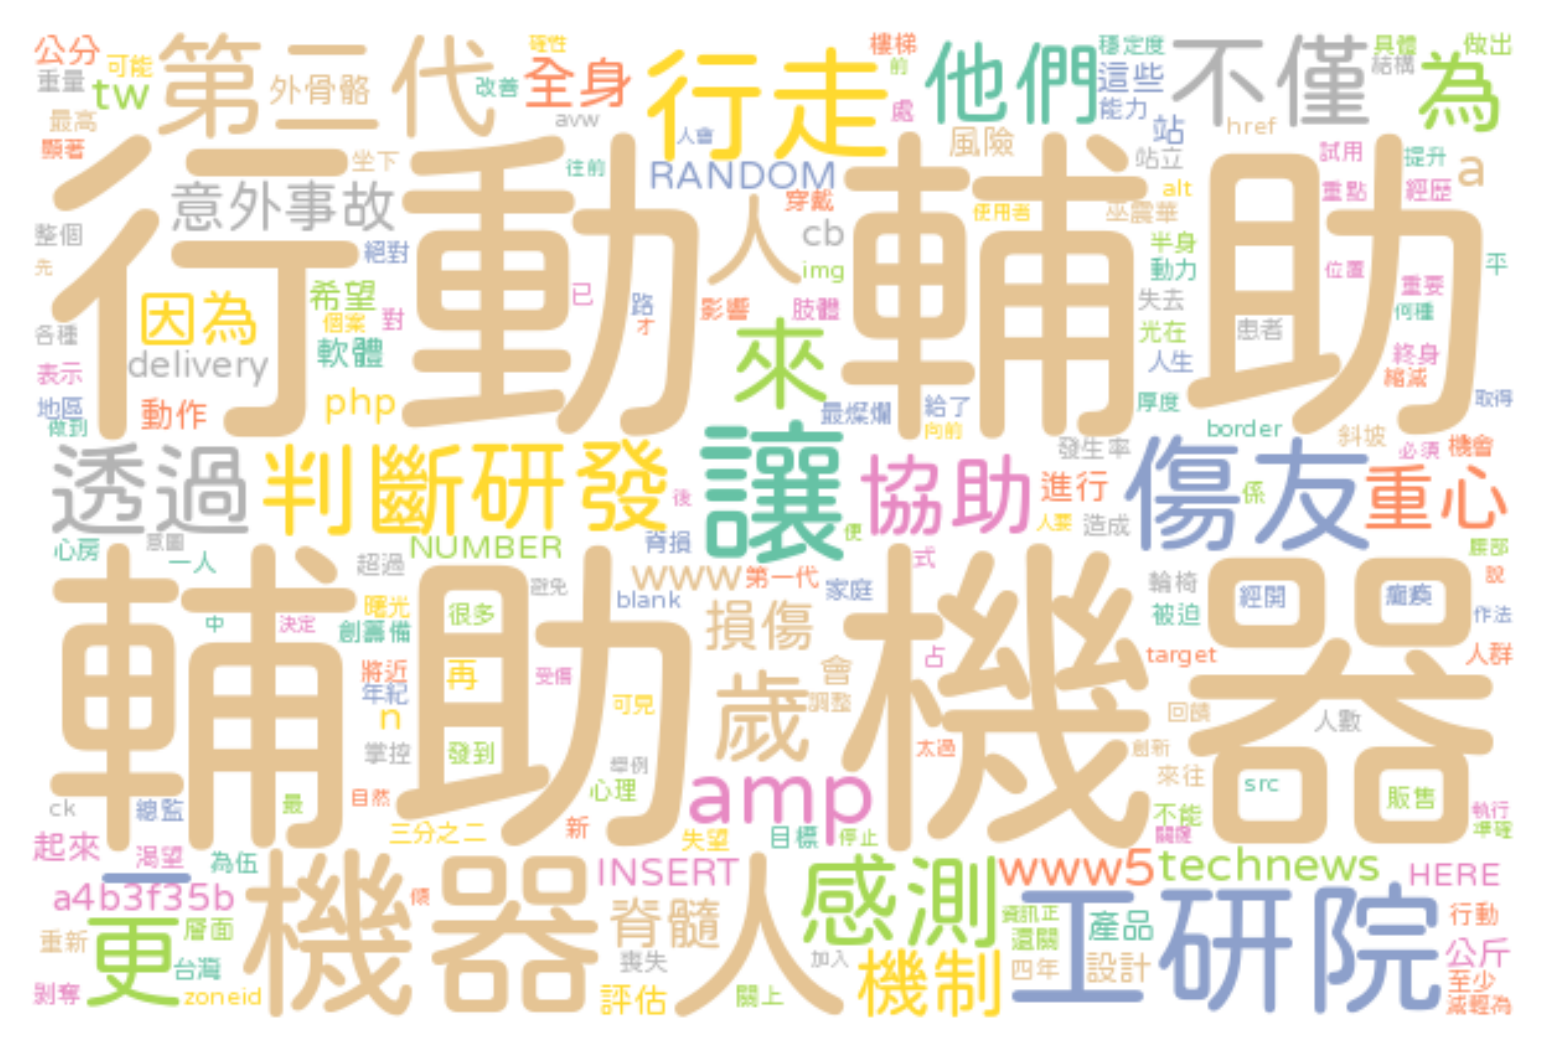 公分 可能 第二代 外骨骼 改善 確性 全身 行走 樓梯 前 他們 穩定度 這些 不僅 具體 結構 做出 為
重量 tw 最高 顯著 avw 人會 處 能力 站 href
坐下 往前 RANDOM 風險 站立 試用 提升 a
意外事故 人 穿戴 cb 使用者 alt 坐震華 重點 經歷
行動輔助
整個 先 絕對 img 半身 動力 位置 重要 平
因為 希望 個案 對 已 路 才 影響 肢體 失去 患者 何種
各種 delivery 軟體 來 光在 人生 終身 縮減
表示 地區 做到 動作 php 最燦爛 給了 向前 厚度 border 斜坡 取得
透過 判斷 研發 讓 協助 進行 發生率 傷友 重心 必須 機會
後 便 人要 造成 係
心房 意圖 一人 超過 NUMBER 脊損 式 腰部
www 第一代 避免 blank 家庭 輪椅 被迫 經開 癱瘓 說 作法
輔助機器
中 決定 曙光 創籌備 很多 損傷 占 target 人群
將近 年紀 再 受傷 歲 會 調整 回饋 人數
n 掌控 發到 可見 舉例 太過 創新 來往
ck 總監 最 自然 心理 amp src 販售 執行 準確
三分之二 新 失望 目標 停止 不能 關鍵
起來 渴望 一 為伍 INSERT 感測 www5 technews HERE
a4b3f35b 機器人 傾 脊髓 資訊正 還關 產品 工研院 行動
重新 更 層面 台灣 喪失 加入 機制 四年 設計 公斤
剝奪 zoneid 評估 關上 至少 減輕為